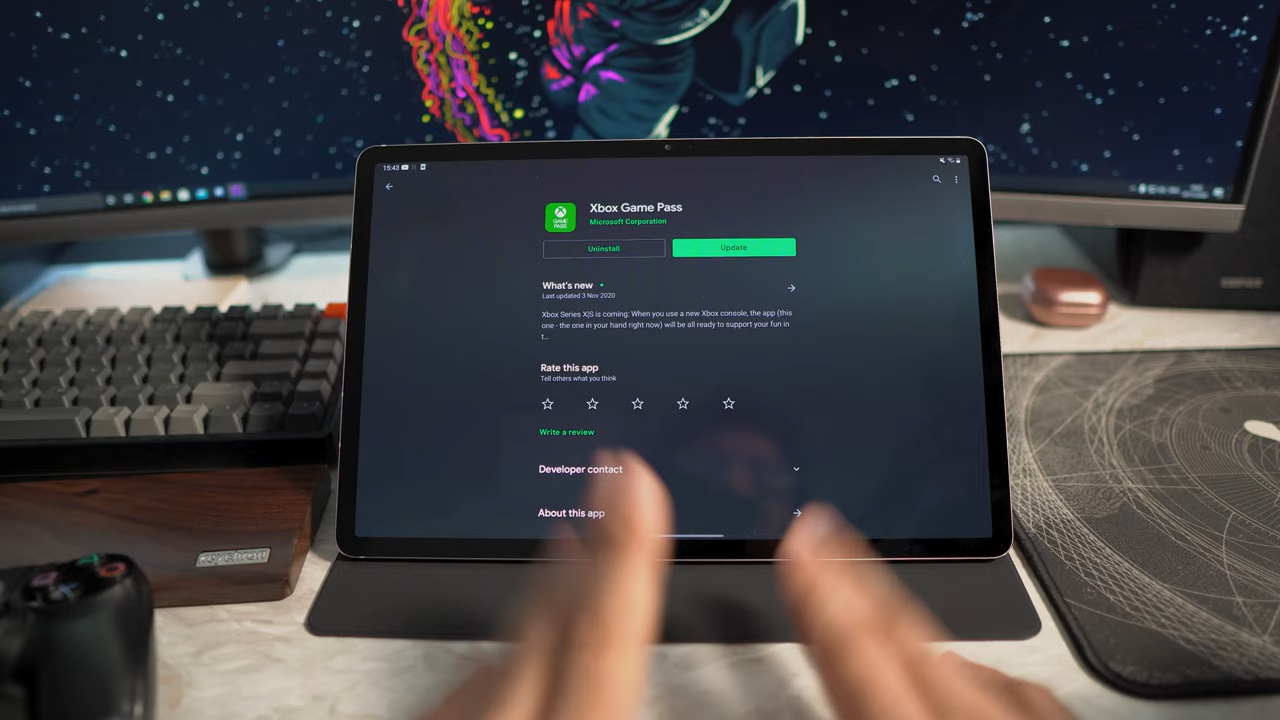 15:43
Xbox Game Pass
Microsoft Corporation
GAME
PASS
Uninstall
Update
What's new
Last updated 3 Nov 2020
Xbox Series X|S is coming: When you use a new Xbox console, the app (this
one - the one in your hand right now) will be all ready to support your fun in
t...
Rate this app
Tell others what you think
Write a review
Developer contact
About this app
Keychron
EDIFIER